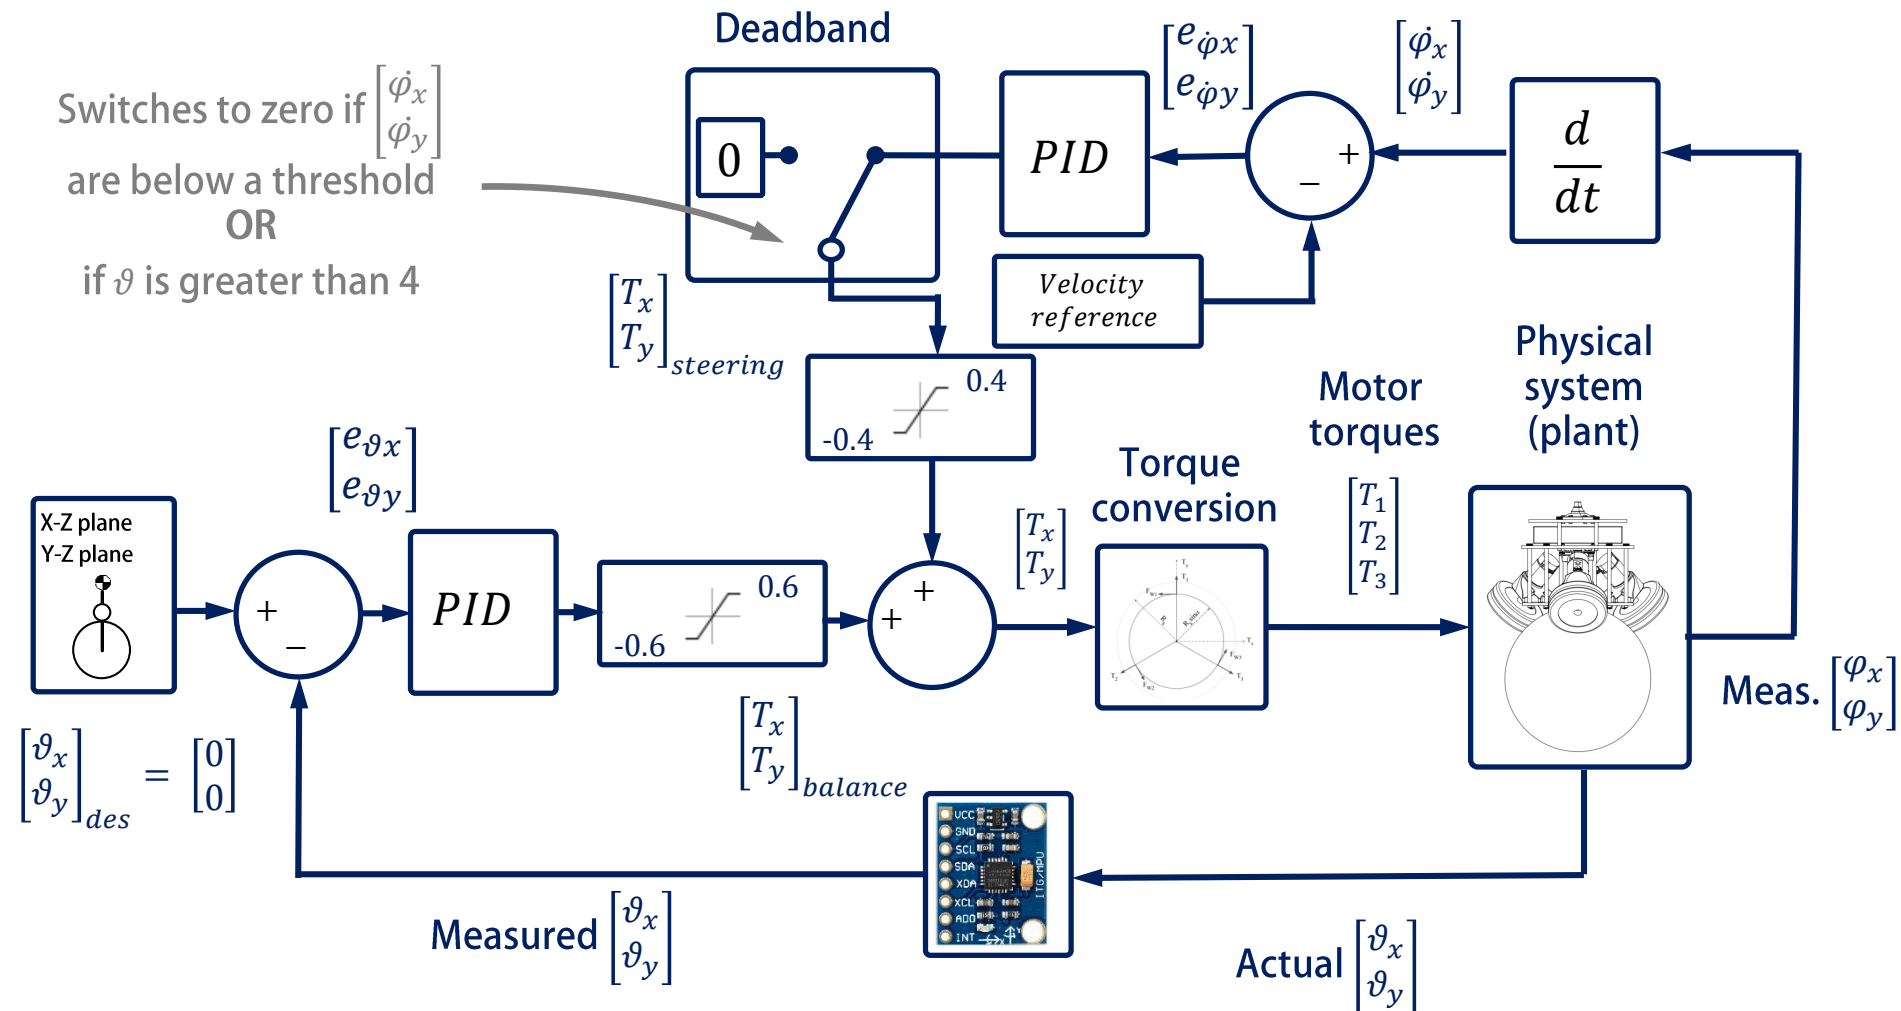 Deadband
Switches to zero if [φ̇x φ̇y]
are below a threshold
OR
if ϑ is greater than 4
0
PID
[eφ̇x eφ̇y]
+
−
[φ̇x φ̇y]
d
dt
Velocity
reference
[Tx Ty]steering
0.4
-0.4
Physical
system
(plant)
Motor
torques
[T1 T2 T3]
Torque
conversion
[Tx Ty]
[eϑx eϑy]
X-Z plane
Y-Z plane
+
−
PID
0.6
-0.6
+
+
[ϑx ϑy]des = [0 0]
[Tx Ty]balance
Meas. [φx φy]
VCC
GND
SCL
SDA
XDA
XCL
ADO
INT
ITG/MPU
Measured [ϑx ϑy]
Actual [ϑx ϑy]